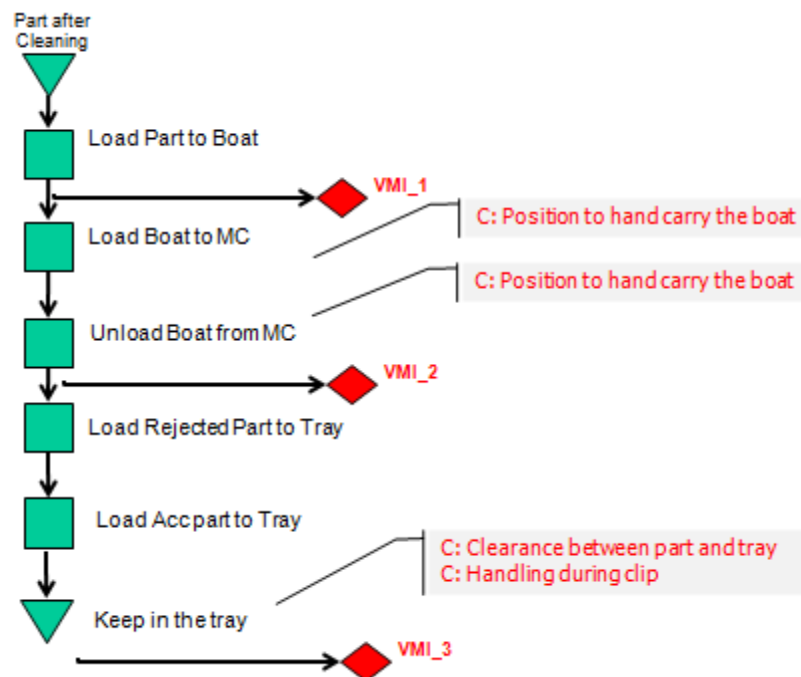 Part after
Cleaning
Load Part to Boat
VMI_1
C: Position to hand carry the boat
Load Boat to MC
C: Position to hand carry the boat
Unload Boat from MC
VMI_2
Load Rejected Part to Tray
Load Acc part to Tray
C: Clearance between part and tray
C: Handling during clip
Keep in the tray
VMI_3